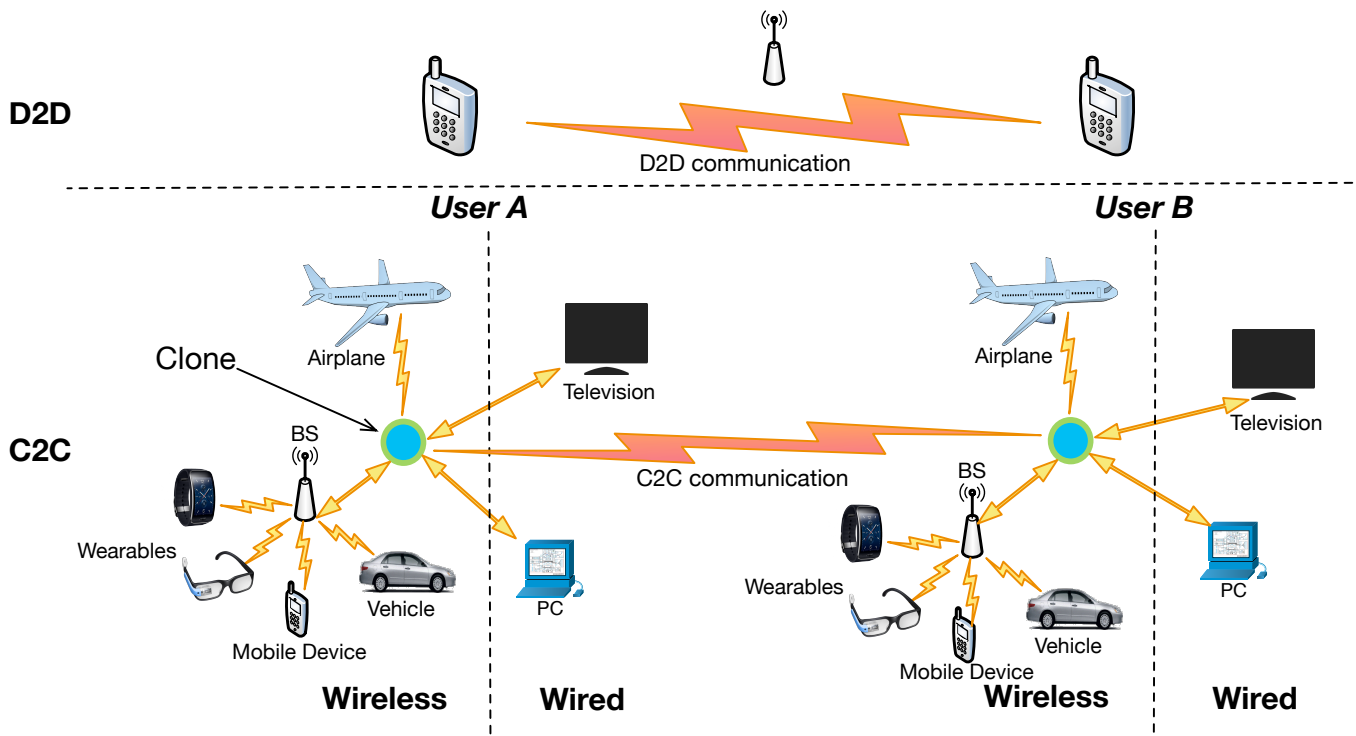 D2D
D2D communication
User A
User B
Airplane
Airplane
Clone
Television
Television
BS
C2C
C2C communication
BS
Wearables
Vehicle
PC
Mobile Device
Wearables
Vehicle
PC
Mobile Device
Wireless
Wired
Wireless
Wired